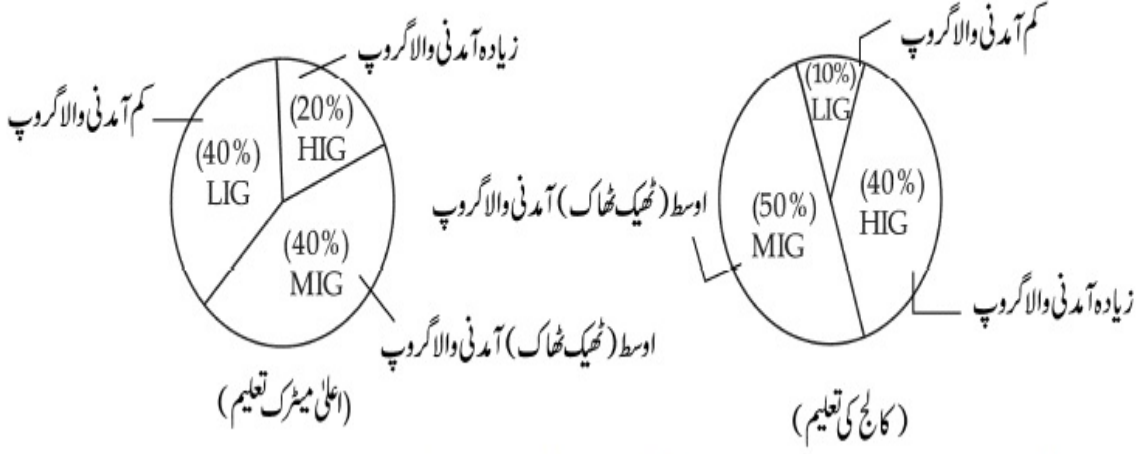 زیادہ آمدنی والا گروپ
کم آمدنی والا گروپ
(20%)
HIG
(40%)
LIG
(40%)
MIG
اوسط (ٹھیک ٹھاک) آمدنی والا گروپ
(اعلیٰ میٹرک تعلیم)
کم آمدنی والا گروپ
(10%)
LIG
(40%)
HIG
(50%)
MIG
اوسط (ٹھیک ٹھاک) آمدنی والا گروپ
زیادہ آمدنی والا گروپ
(کالج کی تعلیم)